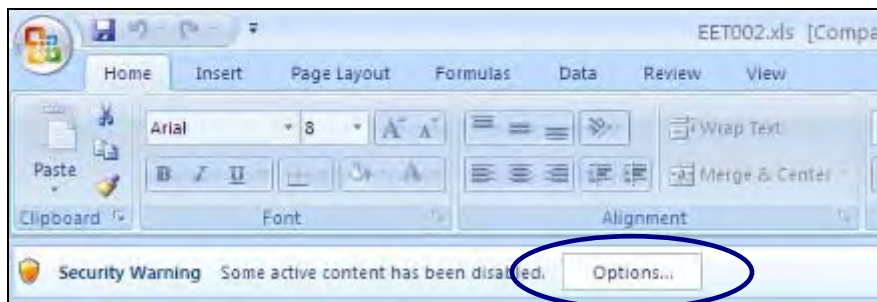 EET002.xls [Compa
Home Insert Page Layout Formulas Data Review View
Arial 8 A A Wrap Text
Paste B I U A Merge & Center
Clipboard Font Alignment
Security Warning Some active content has been disabled. Options...